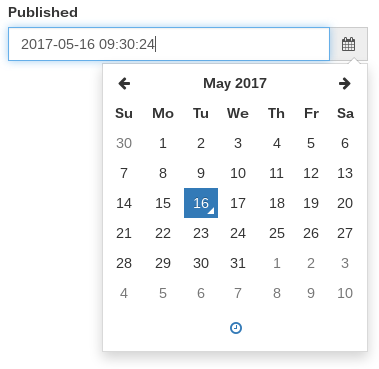 Published
2017-05-16 09:30:24
May 2017
Su Mo Tu We Th Fr Sa
30 1 2 3 4 5 6
7 8 9 10 11 12 13
14 15 16 17 18 19 20
21 22 23 24 25 26 27
28 29 30 31 1 2 3
4 5 6 7 8 9 10